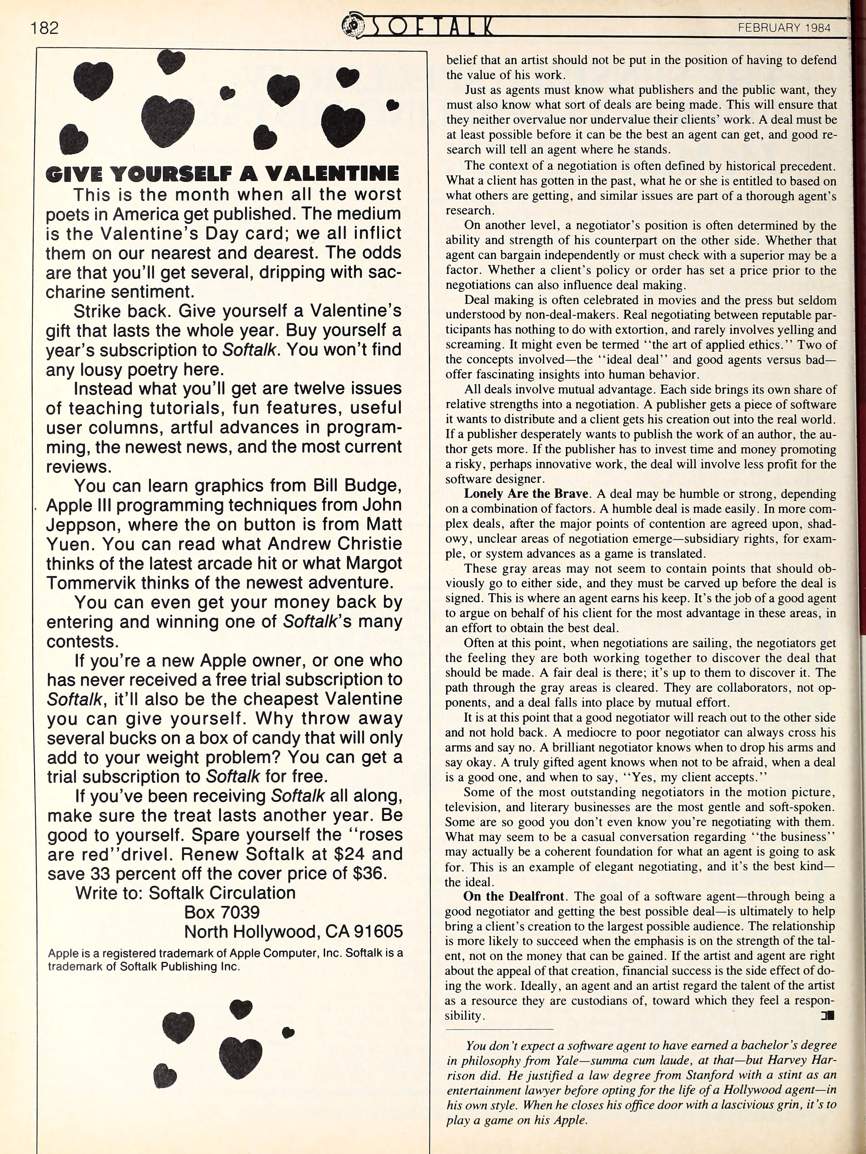 182
SOFTALK
FEBRUARY 1984
GIVE YOURSELF A VALENTINE
This is the month when all the worst
poets in America get published. The medium
is the Valentine's Day card; we all inflict
them on our nearest and dearest. The odds
are that you'll get several, dripping with sac-
charine sentiment.
Strike back. Give yourself a Valentine's
gift that lasts the whole year. Buy yourself a
year's subscription to Softalk. You won't find
any lousy poetry here.
Instead what you'll get are twelve issues
of teaching tutorials, fun features, useful
user columns, artful advances in program-
ming, the newest news, and the most current
reviews.
You can learn graphics from Bill Budge,
Apple III programming techniques from John
Jeppson, where the on button is from Matt
Yuen. You can read what Andrew Christie
thinks of the latest arcade hit or what Margot
Tommervik thinks of the newest adventure.
You can even get your money back by
entering and winning one of Softalk's many
contests.
If you're a new Apple owner, or one who
has never received a free trial subscription to
Softalk, it'll also be the cheapest Valentine
you can give yourself. Why throw away
several bucks on a box of candy that will only
add to your weight problem? You can get a
trial subscription to Softalk for free.
If you've been receiving Softalk all along,
make sure the treat lasts another year. Be
good to yourself. Spare yourself the "roses
are red"drivel. Renew Softalk at $24 and
save 33 percent off the cover price of $36.
Write to: Softalk Circulation
Box 7039
North Hollywood, CA 91605
Apple is a registered trademark of Apple Computer, Inc. Softalk is a
trademark of Softalk Publishing Inc.
belief that an artist should not be put in the position of having to defend
the value of his work.
Just as agents must know what publishers and the public want, they
must also know what sort of deals are being made. This will ensure that
they neither overvalue nor undervalue their clients' work. A deal must be
at least possible before it can be the best an agent can get, and good re-
search will tell an agent where he stands.
The context of a negotiation is often defined by historical precedent.
What a client has gotten in the past, what he or she is entitled to based on
what others are getting, and similar issues are part of a thorough agent's
research.
On another level, a negotiator's position is often determined by the
ability and strength of his counterpart on the other side. Whether that
agent can bargain independently or must check with a superior may be a
factor. Whether a client's policy or order has set a price prior to the
negotiations can also influence deal making.
Deal making is often celebrated in movies and the press but seldom
understood by non-deal-makers. Real negotiating between reputable par-
ticipants has nothing to do with extortion, and rarely involves yelling and
screaming. It might even be termed "the art of applied ethics." Two of
the concepts involved—the "ideal deal" and good agents versus bad—
offer fascinating insights into human behavior.
All deals involve mutual advantage. Each side brings its own share of
relative strengths into a negotiation. A publisher gets a piece of software
it wants to distribute and a client gets his creation out into the real world.
If a publisher desperately wants to publish the work of an author, the au-
thor gets more. If the publisher has to invest time and money promoting
a risky, perhaps innovative work, the deal will involve less profit for the
software designer.
Lonely Are the Brave. A deal may be humble or strong, depending
on a combination of factors. A humble deal is made easily. In more com-
plex deals, after the major points of contention are agreed upon, shad-
owy, unclear areas of negotiation emerge—subsidiary rights, for exam-
ple, or system advances as a game is translated.
These gray areas may not seem to contain points that should ob-
viously go to either side, and they must be carved up before the deal is
signed. This is where an agent earns his keep. It's the job of a good agent
to argue on behalf of his client for the most advantage in these areas, in
an effort to obtain the best deal.
Often at this point, when negotiations are sailing, the negotiators get
the feeling they are both working together to discover the deal that
should be made. A fair deal is there; it's up to them to discover it. The
path through the gray areas is cleared. They are collaborators, not op-
ponents, and a deal falls into place by mutual effort.
It is at this point that a good negotiator will reach out to the other side
and not hold back. A mediocre to poor negotiator can always cross his
arms and say no. A brilliant negotiator knows when to drop his arms and
say okay. A truly gifted agent knows when not to be afraid, when a deal
is a good one, and when to say, "Yes, my client accepts."
Some of the most outstanding negotiators in the motion picture,
television, and literary businesses are the most gentle and soft-spoken.
Some are so good you don't even know you're negotiating with them.
What may seem to be a casual conversation regarding "the business"
may actually be a coherent foundation for what an agent is going to ask
for. This is an example of elegant negotiating, and it's the best kind—
the ideal.
On the Dealfront. The goal of a software agent—through being a
good negotiator and getting the best possible deal—is ultimately to help
bring a client's creation to the largest possible audience. The relationship
is more likely to succeed when the emphasis is on the strength of the tal-
ent, not on the money that can be gained. If the artist and agent are right
about the appeal of that creation, financial success is the side effect of do-
ing the work. Ideally, an agent and an artist regard the talent of the artist
as a resource they are custodians of, toward which they feel a respon-
sibility.
You don't expect a software agent to have earned a bachelor's degree
in philosophy from Yale—summa cum laude, at that—but Harvey Har-
rison did. He justified a law degree from Stanford with a stint as an
entertainment lawyer before opting for the life of a Hollywood agent—in
his own style. When he closes his office door with a lascivious grin, it's to
play a game on his Apple.